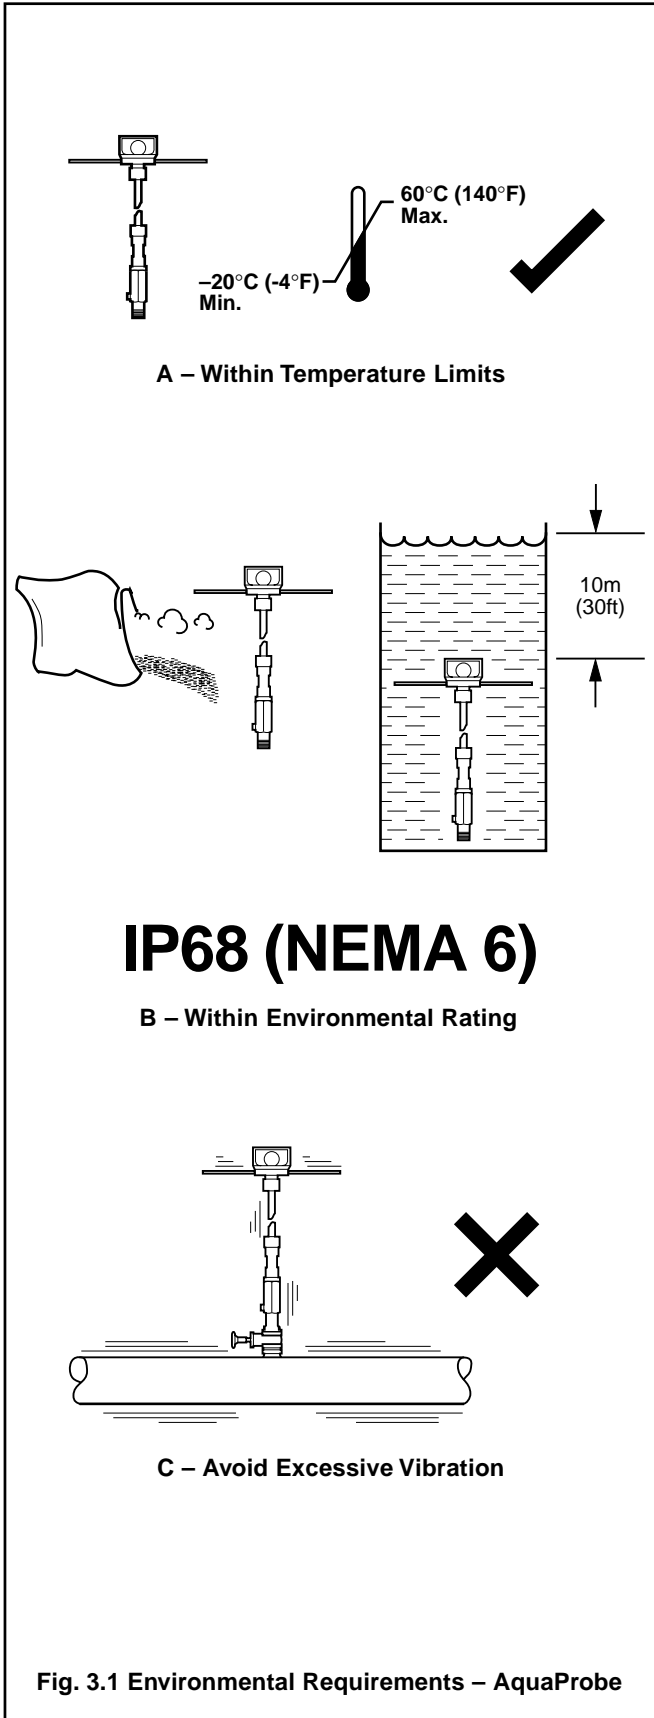 60°C (140°F)
Max.
–20°C (-4°F)
Min.
A – Within Temperature Limits
10m
(30ft)
IP68 (NEMA 6)
B – Within Environmental Rating
C – Avoid Excessive Vibration
Fig. 3.1 Environmental Requirements – AquaProbe